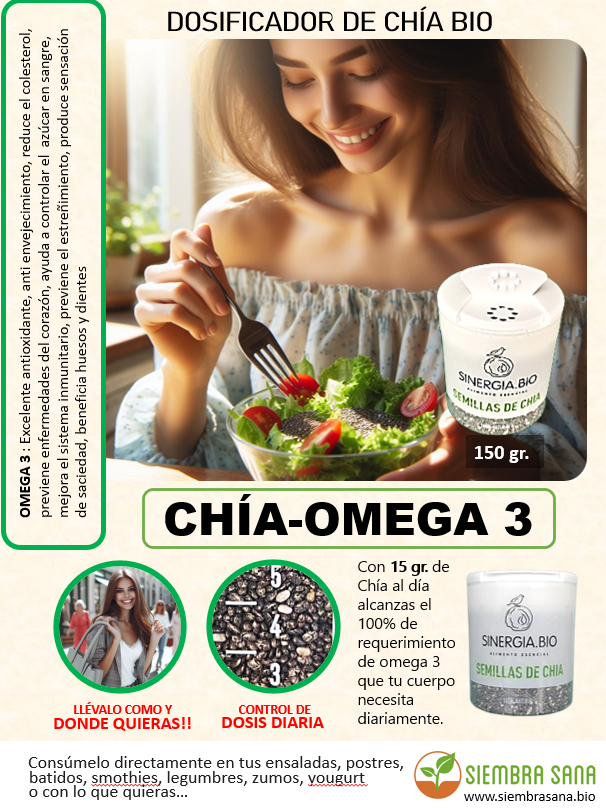 DOSIFICADOR DE CHÍA BIO
OMEGA 3 : Excelente antioxidante, anti envejecimiento, reduce el colesterol,
previene enfermedades del corazón, ayuda a controlar el azúcar en sangre,
mejora el sistema inmunitario, previene el estreñimiento, produce sensación
de saciedad, beneficia huesos y dientes
SINERGIA.BIO
ALIMENTO ESENCIAL
SEMILLAS DE CHIA
150 gr.
CHÍA-OMEGA 3
5
4
3
LLÉVALO COMO Y
DONDE QUIERAS!!
CONTROL DE
DOSIS DIARIA
Con 15 gr. de
Chía al día
alcanzas el
100% de
requerimiento
de omega 3
que tu cuerpo
necesita
diariamente.
SINERGIA.BIO
ALIMENTO ESENCIAL
SEMILLAS DE CHIA
Consúmelo directamente en tus ensaladas, postres,
batidos, smothies, legumbres, zumos, yougurt
o con lo que quieras...
SIEMBRA SANA
www.siembrasana.bio